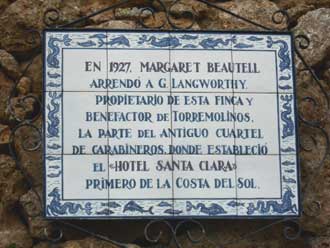 EN 1927, MARGARET BEAUTELL
ARRENDÓ A G. LANGWORTHY,
PROPIETARIO DE ESTA FINCA Y
BENEFACTOR DE TORREMOLINOS,
LA PARTE DEL ANTIGUO CUARTEL
DE CARABINEROS, DONDE ESTABLECIÓ
EL «HOTEL SANTA CLARA»
PRIMERO DE LA COSTA DEL SOL.